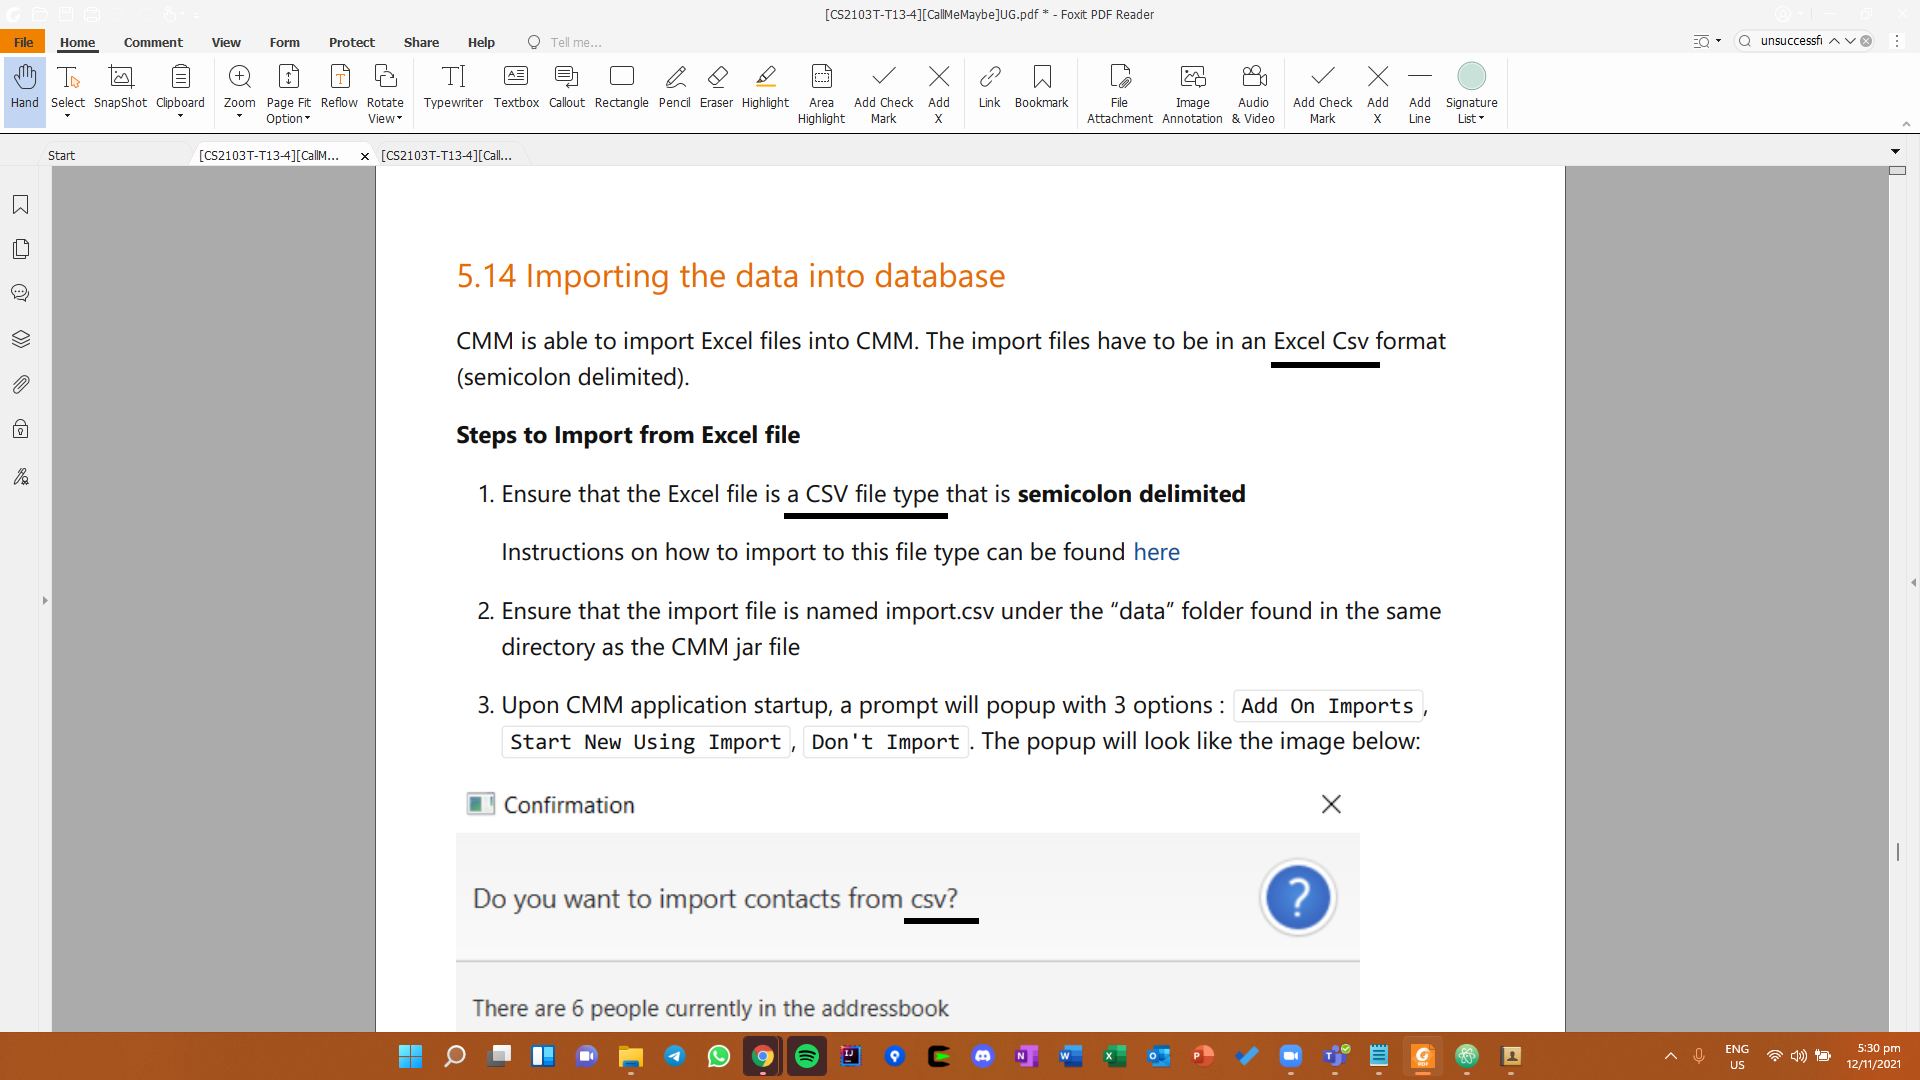 [CS2103T-T13-4][CallMeMaybe]UG.pdf * - Foxit PDF Reader
File Home Comment View Form Protect Share Help Tell me... unsuccessfu
Hand Select SnapShot Clipboard Zoom Page Fit Option Reflow Rotate View Typewriter Textbox Callout Rectangle Pencil Eraser Highlight Area Highlight Add Check Mark Add X Link Bookmark File Attachment Image Annotation Audio & Video Add Check Mark Add X Add Line Signature List
Start [CS2103T-T13-4][CallM... [CS2103T-T13-4][Call...
5.14 Importing the data into database
CMM is able to import Excel files into CMM. The import files have to be in an Excel Csv format
(semicolon delimited).
Steps to Import from Excel file
1. Ensure that the Excel file is a CSV file type that is semicolon delimited
Instructions on how to import to this file type can be found here
2. Ensure that the import file is named import.csv under the “data” folder found in the same
directory as the CMM jar file
3. Upon CMM application startup, a prompt will popup with 3 options : Add On Imports,
Start New Using Import, Don't Import. The popup will look like the image below:
Confirmation
Do you want to import contacts from csv?
There are 6 people currently in the addressbook
ENG
US
5:30 pm
12/11/2021